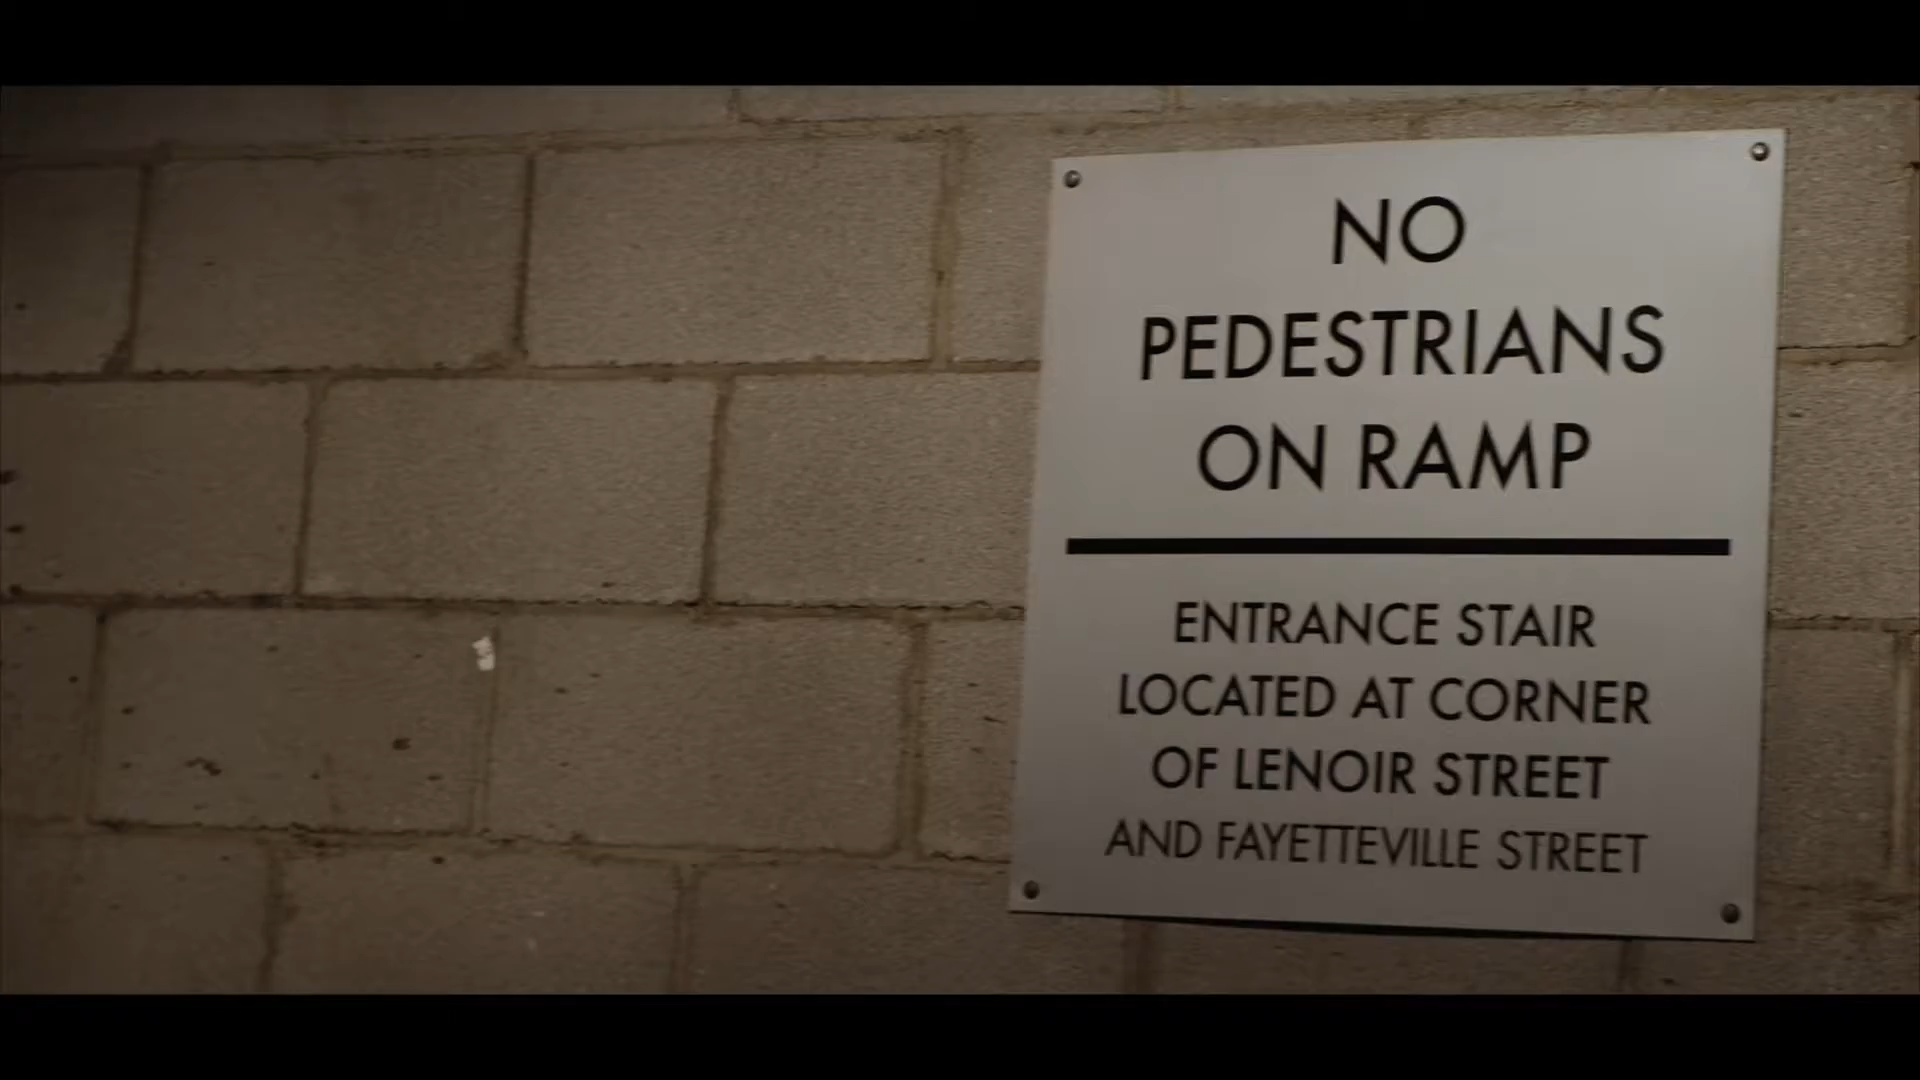 NO
PEDESTRIANS
ON RAMP
ENTRANCE STAIR
LOCATED AT CORNER
OF LENOIR STREET
AND FAYETTEVILLE STREET